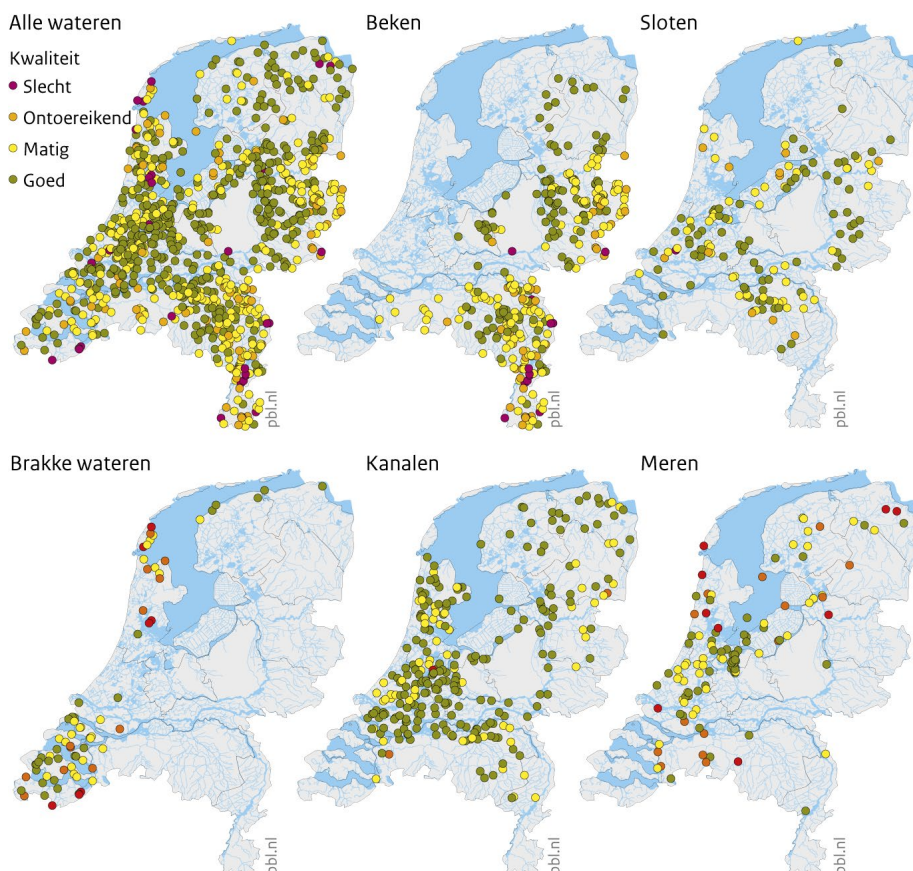 Alle wateren
Kwaliteit
Slecht
Ontoereikend
Matig
Goed
pbl.nl
Beken
pbl.nl
Sloten
pbl.nl
Brakke wateren
pbl.nl
Kanalen
pbl.nl
Meren
pbl.nl